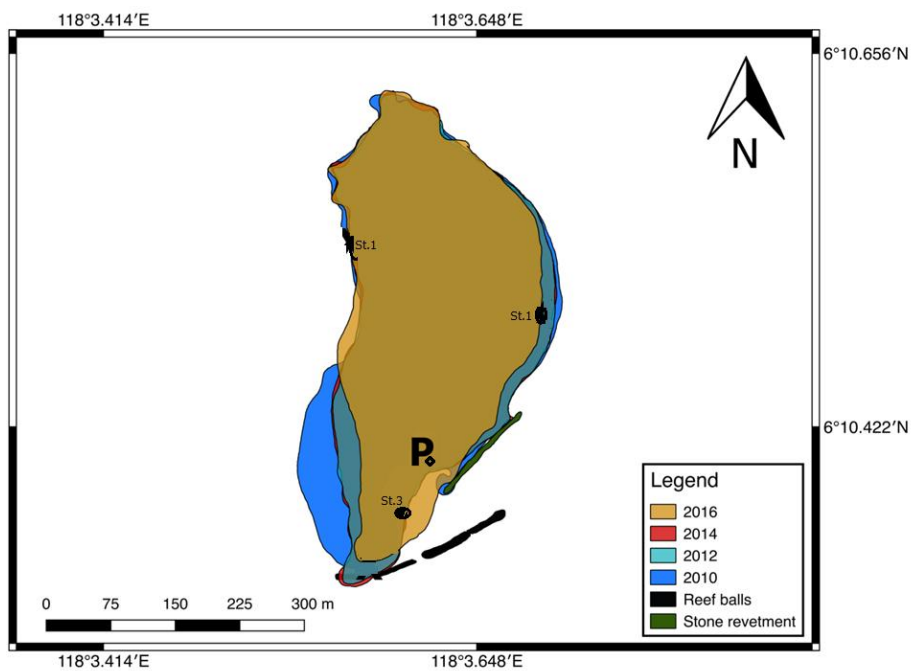 118°3.414′E 118°3.648′E
6°10.656′N
N
St.1
St.1
6°10.422′N
P
St.3
Legend
2016
2014
2012
2010
Reef balls
Stone revetment
0 75 150 225 300 m
118°3.414′E 118°3.648′E